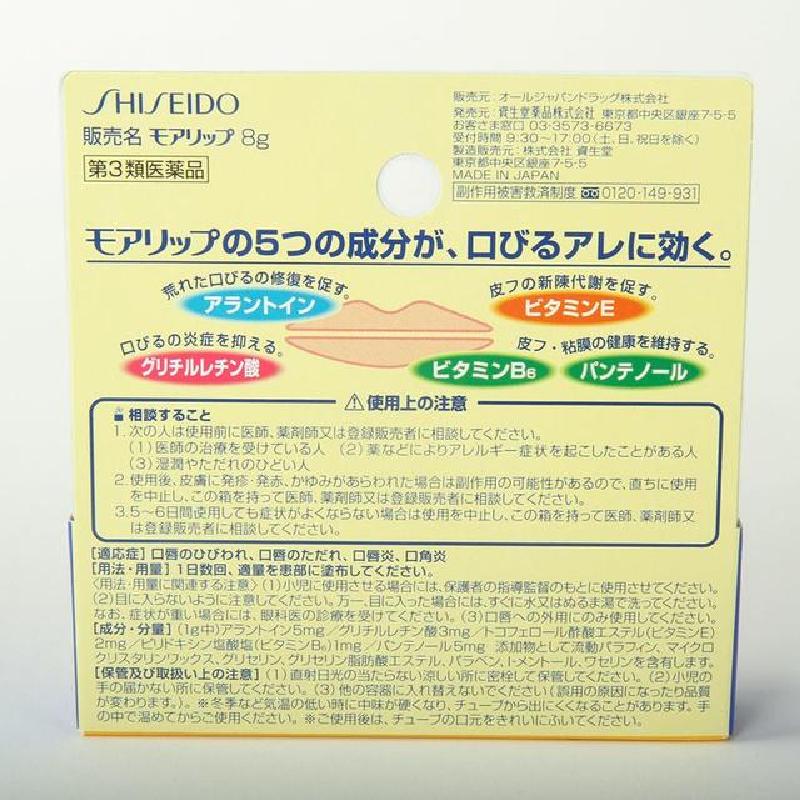 SHISEIDO
販売名 モアリップ 8g
第3類医薬品
販売元：オールジャパンドラッグ株式会社
発売元：資生堂薬品株式会社 東京都中央区銀座7-5-5
お客さま窓口 03-3573-6673
受付時間 9:30～17:00(土、日、祝日を除く)
製造販売元：株式会社 資生堂
東京都中央区銀座7-5-5
MADE IN JAPAN
副作用被害救済制度 0120-149-931
モアリップの5つの成分が、口びるアレに効く。
荒れた口びるの修復を促す。
アラントイン
皮フの新陳代謝を促す。
ビタミンE
口びるの炎症を抑える。
グリチルレチン酸
皮フ・粘膜の健康を維持する。
ビタミンB6 パンテノール
⚠使用上の注意
相談すること
1. 次の人は使用前に医師、薬剤師又は登録販売者に相談してください。
(1)医師の治療を受けている人 (2)薬などによりアレルギー症状を起こしたことがある人
(3)湿潤やただれのひどい人
2. 使用後、皮膚に発疹・発赤、かゆみがあらわれた場合は副作用の可能性があるので、直ちに使用
を中止し、この箱を持って医師、薬剤師又は登録販売者に相談してください。
3. 5～6日間使用しても症状がよくならない場合は使用を中止し、この箱を持って医師、薬剤師又
は登録販売者に相談してください。
[適応症] 口唇のひびわれ、口唇のただれ、口唇炎、口角炎
[用法・用量] 1日数回、適量を患部に塗布してください。
〈用法・用量に関連する注意〉(1)小児に使用させる場合には、保護者の指導監督のもとに使用させてください。
(2)目に入らないように注意してください。万一、目に入った場合には、すぐに水又はぬるま湯で洗ってください。
なお、症状が重い場合には、眼科医の診療を受けてください。(3)口唇への外用にのみ使用してください。
[成分・分量] (1g中)アラントイン5mg／グリチルレチン酸3mg／トコフェロール酢酸エステル(ビタミンE)
2mg／ピリドキシン塩酸塩(ビタミンB6)1mg／パンテノール5mg 添加物として流動パラフィン、マイクロ
クリスタリンワックス、グリセリン、グリセリン脂肪酸エステル、パラベン、l-メントール、ワセリンを含有します。
[保管及び取扱い上の注意] (1)直射日光の当たらない涼しい所に密栓して保管してください。(2)小児の
手の届かない所に保管してください。(3)他の容器に入れ替えないでください(誤用の原因になったり品質
が変わります。)。※冬季など気温の低い時に中味が硬くなり、チューブから出にくくなることがあります。手
の中で温めてからご使用ください。※ご使用後は、チューブの口元をきれいにふいてください。